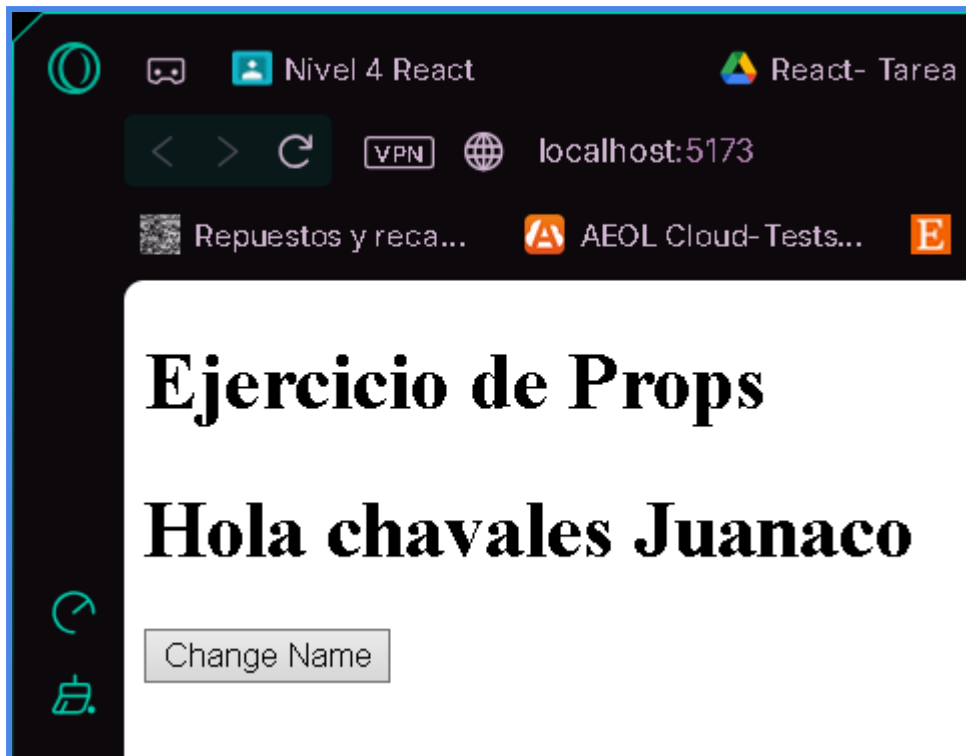 Nivel 4 React
React- Tarea
VPN
localhost:5173
Repuestos y reca...
AEOL Cloud-Tests...
E
Ejercicio de Props
Hola chavales Juanaco
Change Name